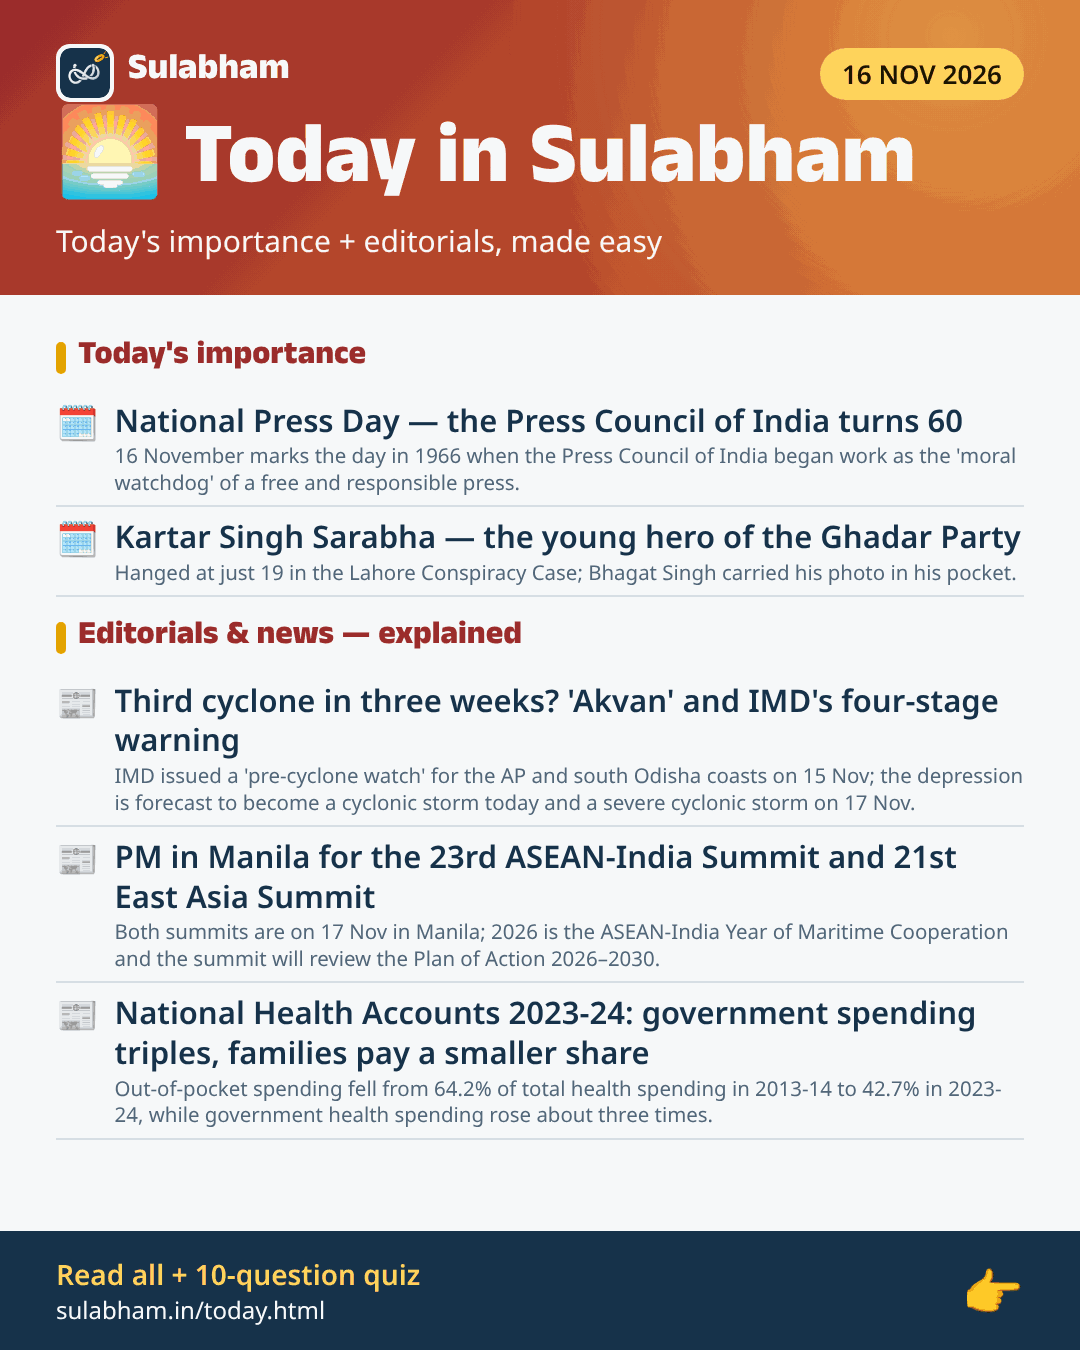 Sulabham
16 NOV 2026
Today in Sulabham
Today's importance + editorials, made easy
Today's importance
National Press Day — the Press Council of India turns 60
16 November marks the day in 1966 when the Press Council of India began work as the 'moral
watchdog' of a free and responsible press.
Kartar Singh Sarabha — the young hero of the Ghadar Party
Hanged at just 19 in the Lahore Conspiracy Case; Bhagat Singh carried his photo in his pocket.
Editorials & news — explained
Third cyclone in three weeks? 'Akvan' and IMD's four-stage
warning
IMD issued a 'pre-cyclone watch' for the AP and south Odisha coasts on 15 Nov; the depression
is forecast to become a cyclonic storm today and a severe cyclonic storm on 17 Nov.
PM in Manila for the 23rd ASEAN-India Summit and 21st
East Asia Summit
Both summits are on 17 Nov in Manila; 2026 is the ASEAN-India Year of Maritime Cooperation
and the summit will review the Plan of Action 2026–2030.
National Health Accounts 2023-24: government spending
triples, families pay a smaller share
Out-of-pocket spending fell from 64.2% of total health spending in 2013-14 to 42.7% in 2023-
24, while government health spending rose about three times.
Read all + 10-question quiz
sulabham.in/today.html